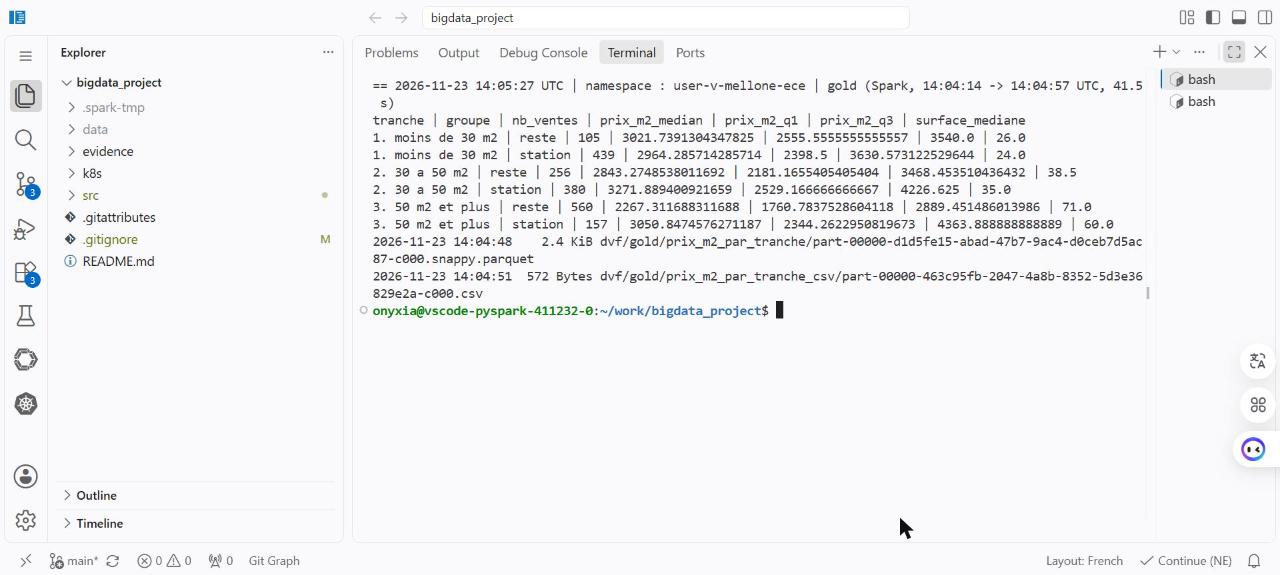 bigdata_project
Explorer
bigdata_project
.spark-tmp
data
evidence
k8s
src
.gitattributes
.gitignore
M
README.md
Outline
Timeline
3
3
Problems
Output
Debug Console
Terminal
Ports
== 2026-11-23 14:05:27 UTC | namespace : user-v-mellone-ece | gold (Spark, 14:04:14 -> 14:04:57 UTC, 41.5
s)
tranche | groupe | nb_ventes | prix_m2_median | prix_m2_q1 | prix_m2_q3 | surface_mediane
1. moins de 30 m2 | reste | 105 | 3021.7391304347825 | 2555.5555555555557 | 3540.0 | 26.0
1. moins de 30 m2 | station | 439 | 2964.285714285714 | 2398.5 | 3630.573122529644 | 24.0
2. 30 a 50 m2 | reste | 256 | 2843.2748538011692 | 2181.1655405405404 | 3468.453510436432 | 38.5
2. 30 a 50 m2 | station | 380 | 3271.889400921659 | 2529.166666666667 | 4226.625 | 35.0
3. 50 m2 et plus | reste | 560 | 2267.311688311688 | 1760.7837528604118 | 2889.451486013986 | 71.0
3. 50 m2 et plus | station | 157 | 3050.8474576271187 | 2344.2622950819673 | 4363.888888888889 | 60.0
2026-11-23 14:04:48    2.4 KiB dvf/gold/prix_m2_par_tranche/part-00000-d1d5fe15-abad-47b7-9ac4-d0ceb7d5ac
87-c000.snappy.parquet
2026-11-23 14:04:51  572 Bytes dvf/gold/prix_m2_par_tranche_csv/part-00000-463c95fb-2047-4a8b-8352-5d3e36
829e2a-c000.csv
onyxia@vscode-pyspark-411232-0:~/work/bigdata_project$
bash
bash
main*
0
0
0
Git Graph
Layout: French
Continue (NE)